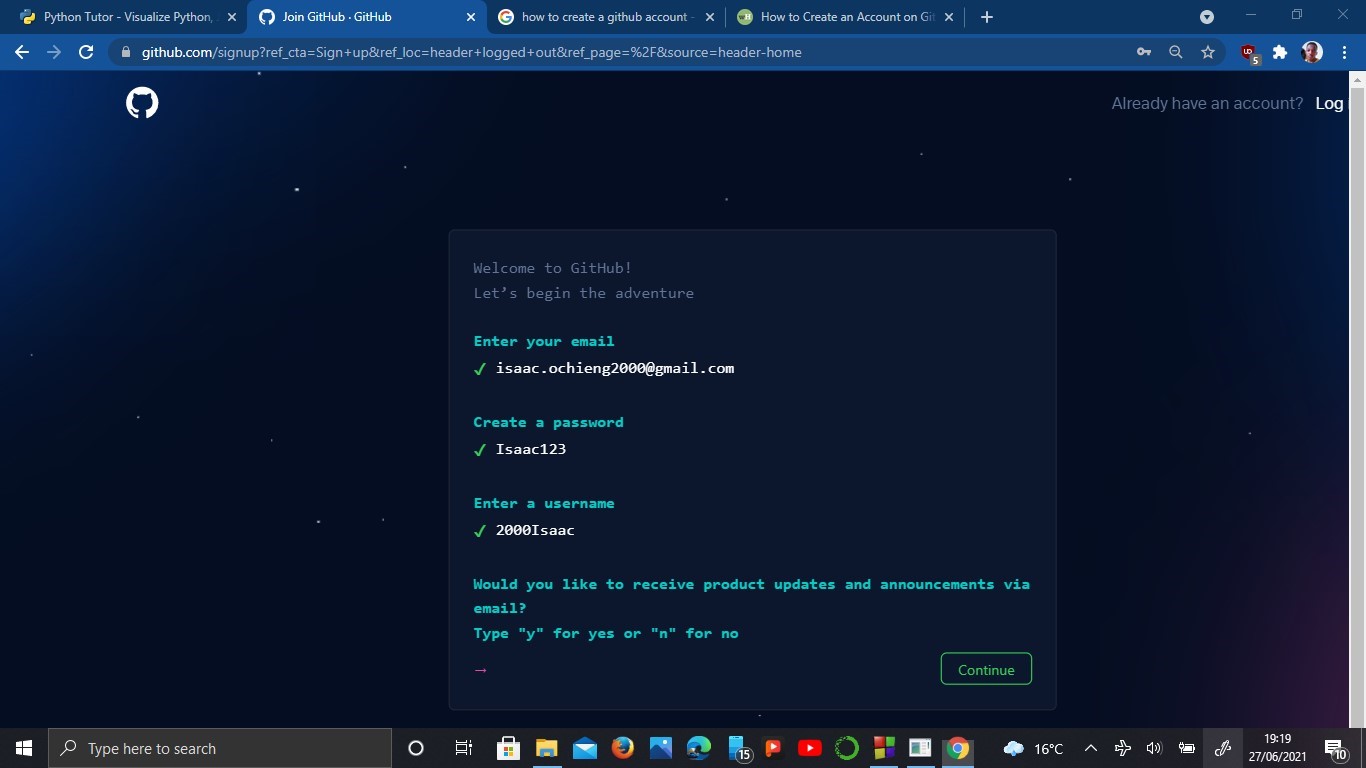 Python Tutor - Visualize Python,
Join GitHub · GitHub
how to create a github account -
How to Create an Account on Git
github.com/signup?ref_cta=Sign+up&ref_loc=header+logged+out&ref_page=%2F&source=header-home
5
Already have an account? Log
Welcome to GitHub!
Let’s begin the adventure
Enter your email
✓ isaac.ochieng2000@gmail.com
Create a password
✓ Isaac123
Enter a username
✓ 2000Isaac
Would you like to receive product updates and announcements via
email?
Type "y" for yes or "n" for no
→ Continue
Type here to search
15
16°C
19:19
27/06/2021
10